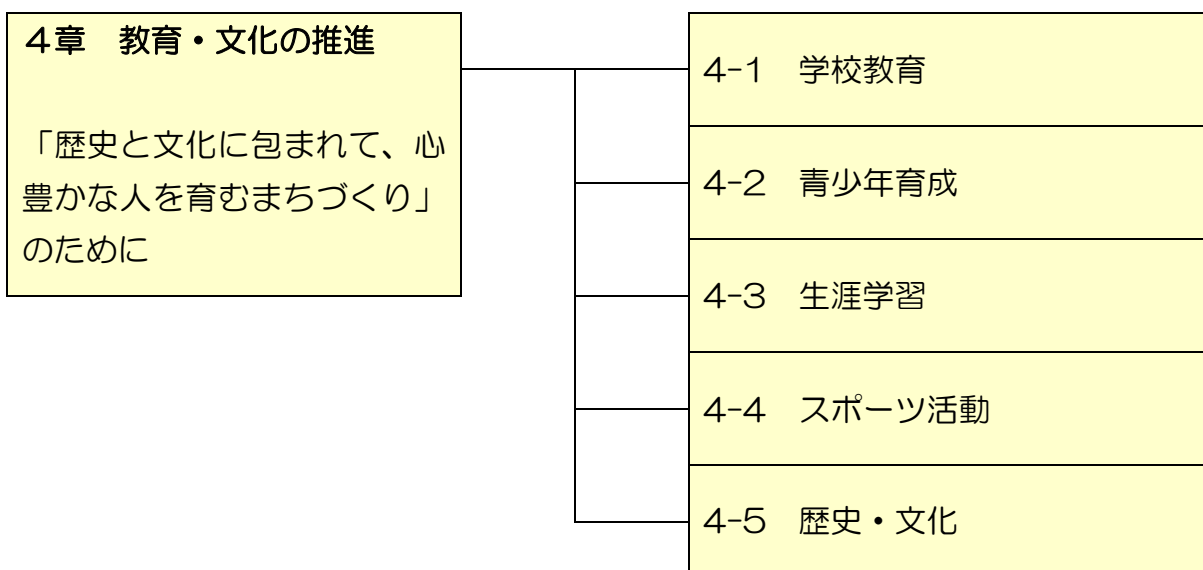 ４章　教育・文化の推進
「歴史と文化に包まれて、心
豊かな人を育むまちづくり」
のために
4-1　学校教育
4-2　青少年育成
4-3　生涯学習
4-4　スポーツ活動
4-5　歴史・文化